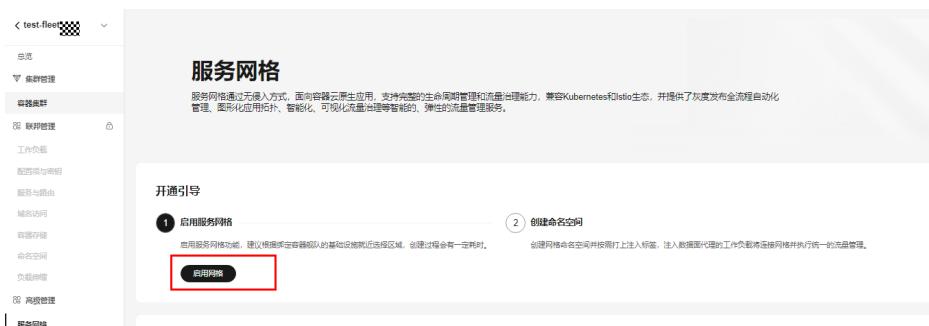 test-fleet
总览
集群管理
容器集群
联邦管理
工作负载
配置项与密钥
服务与路由
域名访问
容器存储
命名空间
负载伸缩
高级管理
服务网格
服务网格
服务网格通过无侵入方式，面向容器云原生应用，支持完整的生命周期管理和流量治理能力，兼容Kubernetes和Istio生态，并提供了灰度发布全流程自动化
管理、图形化应用拓扑、智能化、可视化流量治理等智能的、弹性的流量管理服务。
开通引导
1 启用服务网格
启用服务网格功能，建议根据绑定容器舰队的基础设施就近选择区域，创建过程会有一定耗时。
启用网格
2 创建命名空间
创建网格命名空间并按需打上注入标签，注入数据面代理的工作负载将连接网格并执行统一的流量管理。